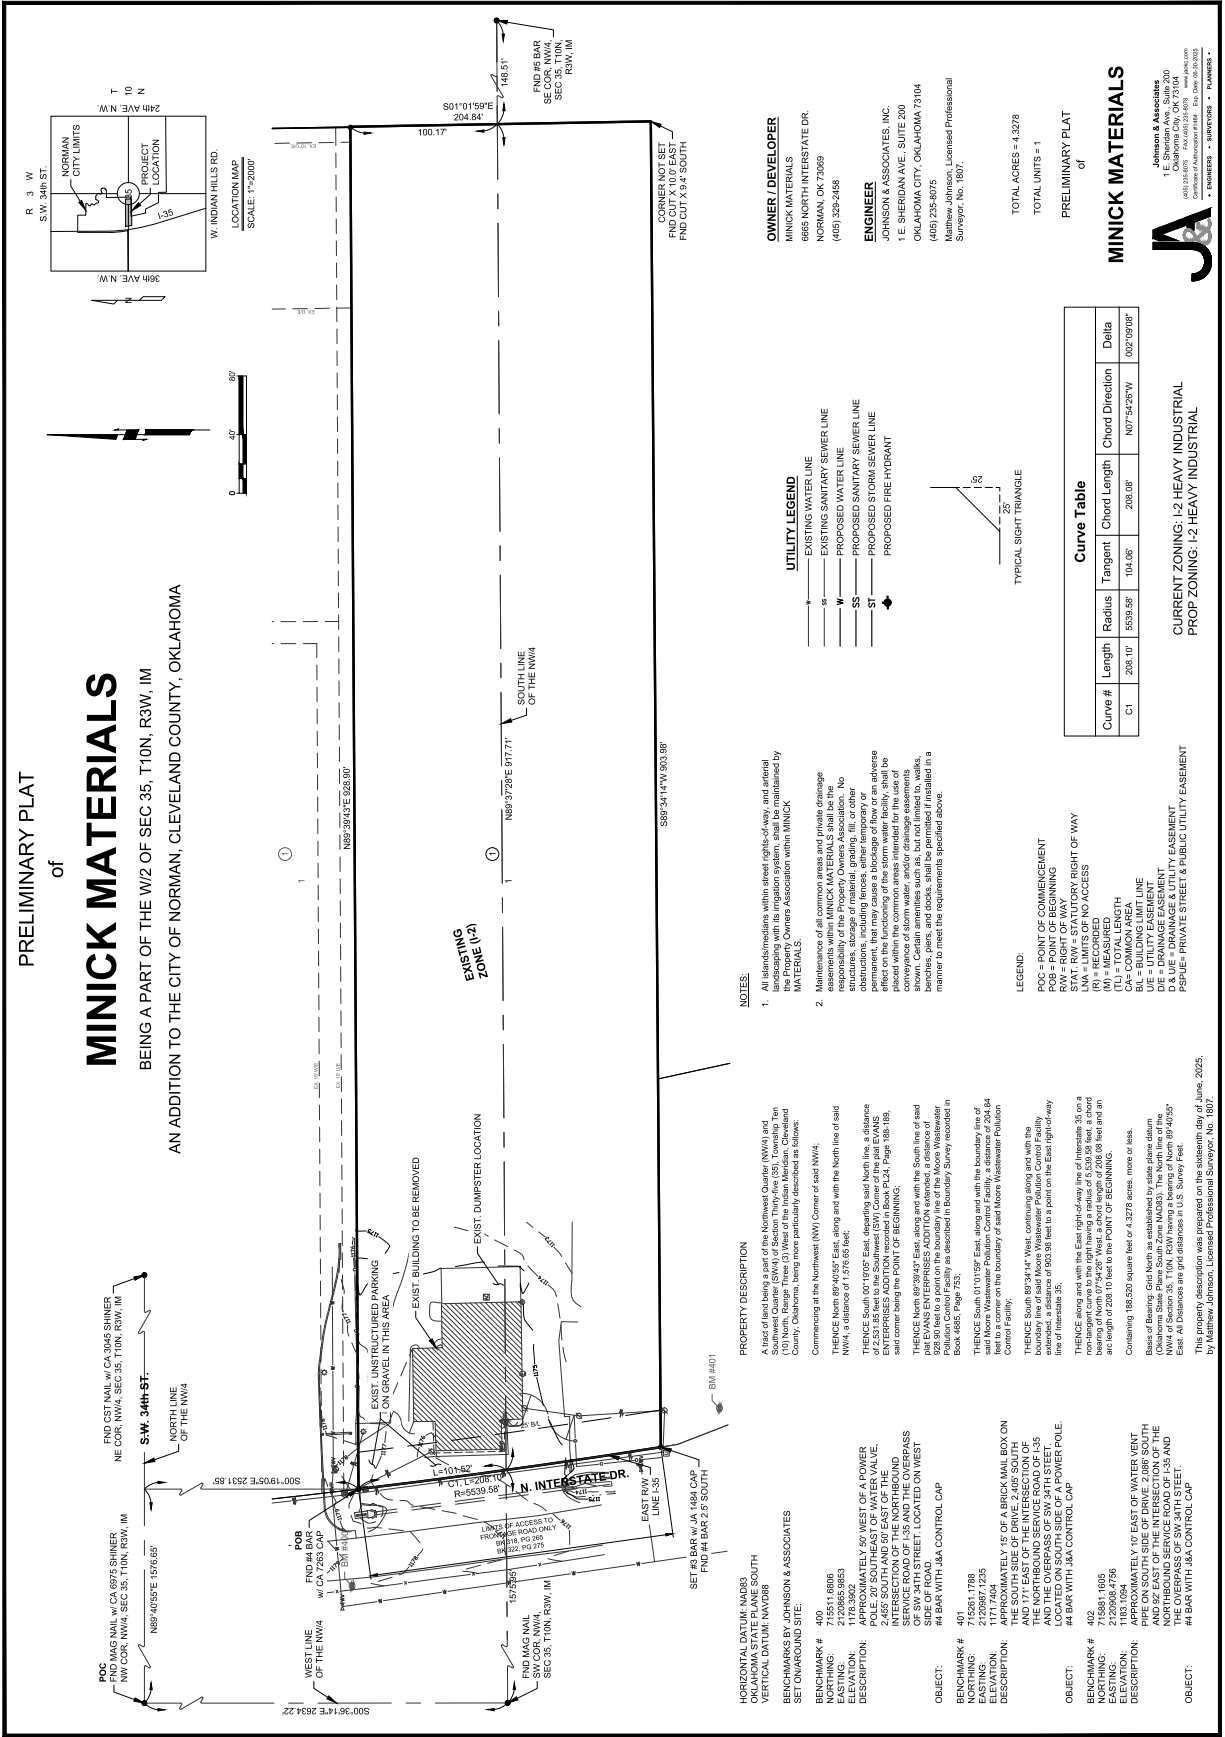 PRELIMINARY PLAT
of
MINICK MATERIALS
BEING A PART OF THE W/2 OF SEC 35, T10N, R3W, IM
AN ADDITION TO THE CITY OF NORMAN, CLEVELAND COUNTY, OKLAHOMA
R 3 W
S.W. 34th ST.
36th AVE. N.W.
24th AVE. N.W.
T
10
N
NORMAN
CITY LIMITS
35
PROJECT
LOCATION
I-35
W. INDIAN HILLS RD.
LOCATION MAP
SCALE: 1"=2000'
N
0
40'
80'
POC
FND MAG NAIL w/ CA 6975 SHINER
NW COR, NW/4, SEC 35, T10N, R3W, IM
N89°40'55"E 1576.65'
FND CST NAIL w/ CA 3045 SHINER
NE COR, NW/4, SEC 35, T10N, R3W, IM
S.W. 34th ST.
NORTH LINE
OF THE NW/4
S00°19'05"E 2531.85'
S00°36'14"E 2634.22'
WEST LINE
OF THE NW/4
POB
FND #4 BAR
w/ CA 7263 CAP
FND MAG NAIL
SW COR, NW/4,
SEC 35, T10N, R3W, IM
1575.95'
LIMITS OF ACCESS TO
FRONTAGE ROAD ONLY
BK 318, PG 265
BK 322, PG 275
L=101.52'
C1, L=208.10'
R=5539.58'
N. INTERSTATE DR.
EAST R/W
LINE I-35
SET #3 BAR w/ JA 1484 CAP
FND #4 BAR 2.5' SOUTH
25' B/L
BM #401
EXIST. UNSTRUCTURED PARKING
ON GRAVEL IN THIS AREA
EXIST. BUILDING TO BE REMOVED
EXIST. DUMPSTER LOCATION
EXISTING
ZONE (I-2)
1
1
1
1
N89°39'43"E 928.90'
N89°37'28"E 917.71'
SOUTH LINE
OF THE NW/4
S89°34'14"W 903.98'
S01°01'59"E
204.84'
100.17'
148.51'
FND #5 BAR
SE COR, NW/4,
SEC 35, T10N,
R3W, IM
CORNER NOT SET
FND CUT X 10.0' EAST
FND CUT X 9.4' SOUTH
HORIZONTAL DATUM: NAD83
OKLAHOMA STATE PLANE SOUTH
VERTICAL DATUM: NAVD88
BENCHMARKS BY JOHNSON & ASSOCIATES
SET ON/AROUND SITE:
BENCHMARK # 400
NORTHING: 715511.6806
EASTING: 2120865.9853
ELEVATION: 1178.3902
DESCRIPTION: APPROXIMATELY 50' WEST OF A POWER
POLE, 20' SOUTHEAST OF WATER VALVE,
2,455' SOUTH AND 50' EAST OF THE
INTERSECTION OF THE NORTHBOUND
SERVICE ROAD OF I-35 AND THE OVERPASS
OF SW 34TH STREET. LOCATED ON WEST
SIDE OF ROAD.
OBJECT: #4 BAR WITH J&A CONTROL CAP
BENCHMARK # 401
NORTHING: 715261.1788
EASTING: 2120987.1235
ELEVATION: 1171.7404
DESCRIPTION: APPROXIMATELY 15' OF A BRICK MAIL BOX ON
THE SOUTH SIDE OF DRIVE, 2,405' SOUTH
AND 171' EAST OF THE INTERSECTION OF
THE NORTHBOUND SERVICE ROAD OF I-35
AND THE OVERPASS OF SW 34TH STREET.
LOCATED ON SOUTH SIDE OF A POWER POLE.
OBJECT: #4 BAR WITH J&A CONTROL CAP
BENCHMARK # 402
NORTHING: 715881.1605
EASTING: 2120908.4756
ELEVATION: 1183.1094
DESCRIPTION: APPROXIMATELY 10' EAST OF WATER VENT
PIPE ON SOUTH SIDE OF DRIVE, 2,086' SOUTH
AND 92' EAST OF THE INTERSECTION OF THE
NORTHBOUND SERVICE ROAD OF I-35 AND
THE OVERPASS OF SW 34TH STREET.
OBJECT: #4 BAR WITH J&A CONTROL CAP
PROPERTY DESCRIPTION
A tract of land being a part of the Northwest Quarter (NW/4) and
Southwest Quarter (SW/4) of Section Thirty-five (35), Township Ten
(10) North, Range Three (3) West of the Indian Meridian, Cleveland
County, Oklahoma, being more particularly described as follows:
Commencing at the Northwest (NW) Corner of said NW/4;
THENCE North 89°40'55" East, along and with the North line of said
NW/4, a distance of 1,576.65 feet;
THENCE South 00°19'05" East, departing said North line, a distance
of 2,531.85 feet to the Southwest (SW) Corner of the plat EVANS
ENTERPRISES ADDITION recorded in Book PL24, Page 188-189,
said corner being the POINT OF BEGINNING;
THENCE North 89°39'43" East, along and with the South line of said
plat EVANS ENTERPRISES ADDITION extended, a distance of
928.90 feet to a point on the boundary line of the Moore Wastewater
Pollution Control Facility as described in Boundary Survey recorded in
Book 4685, Page 753;
THENCE South 01°01'59" East, along and with the boundary line of
said Moore Wastewater Pollution Control Facility, a distance of 204.84
feet to a corner on the boundary of said Moore Wastewater Pollution
Control Facility;
THENCE South 89°34'14" West, continuing along and with the
boundary line of said Moore Wastewater Pollution Control Facility
extended, a distance of 903.98 feet to a point on the East right-of-way
line of Interstate 35;
THENCE along and with the East right-of-way line of Interstate 35 on a
non-tangent curve to the right having a radius of 5,539.58 feet, a chord
bearing of North 07°54'26" West, a chord length of 208.08 feet and an
arc length of 208.10 feet to the POINT OF BEGINNING.
Containing 188,520 square feet or 4.3278 acres, more or less.
Basis of Bearing: Grid North as established by state plane datum
(Oklahoma State Plane South Zone NAD83). The North line of the
NW/4 of Section 35, T10N, R3W having a bearing of North 89°40'55"
East. All Distances are grid distances in U.S. Survey Feet.
This property description was prepared on the sixteenth day of June, 2025,
by Matthew Johnson, Licensed Professional Surveyor, No. 1807.
NOTES:
1. All islands/medians within street rights-of-way, and arterial
landscaping with its irrigation system, shall be maintained by
the Property Owners Association within MINICK
MATERIALS.
2. Maintenance of all common areas and private drainage
easements within MINICK MATERIALS shall be the
responsibility of the Property Owners Association. No
structures, storage of material, grading, fill, or other
obstructions, including fences, either temporary or
permanent, that may cause a blockage of flow or an adverse
effect on the functioning of the storm water facility, shall be
placed within the common areas intended for the use of
conveyance of storm water, and/or drainage easements
shown. Certain amenities such as, but not limited to, walks,
benches, piers, and docks, shall be permitted if installed in a
manner to meet the requirements specified above.
LEGEND:
POC = POINT OF COMMENCEMENT
POB = POINT OF BEGINNING
R/W = RIGHT OF WAY
STAT. R/W = STATUTORY RIGHT OF WAY
LNA = LIMITS OF NO ACCESS
(R) = RECORDED
(M) = MEASURED
(TL) = TOTAL LENGTH
CA= COMMON AREA
B/L = BUILDING LIMIT LINE
U/E = UTILITY EASEMENT
D/E = DRAINAGE EASEMENT
D & U/E = DRAINAGE & UTILITY EASEMENT
PSPUE= PRIVATE STREET & PUBLIC UTILITY EASEMENT
UTILITY LEGEND
W EXISTING WATER LINE
SS EXISTING SANITARY SEWER LINE
W PROPOSED WATER LINE
SS PROPOSED SANITARY SEWER LINE
ST PROPOSED STORM SEWER LINE
PROPOSED FIRE HYDRANT
25'
25'
TYPICAL SIGHT TRIANGLE
Curve Table
Curve # Length Radius Tangent Chord Length Chord Direction Delta
C1 208.10' 5539.58' 104.06' 208.08' N07°54'26"W 002°09'08"
CURRENT ZONING: I-2 HEAVY INDUSTRIAL
PROP ZONING: I-2 HEAVY INDUSTRIAL
OWNER / DEVELOPER
MINICK MATERIALS
6665 NORTH INTERSTATE DR.
NORMAN, OK 73069
(405) 329-2458
ENGINEER
JOHNSON & ASSOCIATES, INC.
1 E. SHERIDAN AVE., SUITE 200
OKLAHOMA CITY, OKLAHOMA 73104
(405) 235-8075
Matthew Johnson, Licensed Professional
Surveyor, No. 1807.
TOTAL ACRES = 4.3278
TOTAL UNITS = 1
PRELIMINARY PLAT
of
MINICK MATERIALS
J&A
Johnson & Associates
1 E. Sheridan Ave., Suite 200
Oklahoma City, OK 73104
(405) 235-8075 FAX (405) 235-8078 www.jaokc.com
Certificate of Authorization #1484 Exp. Date: 06-30-2025
• ENGINEERS • SURVEYORS • PLANNERS •